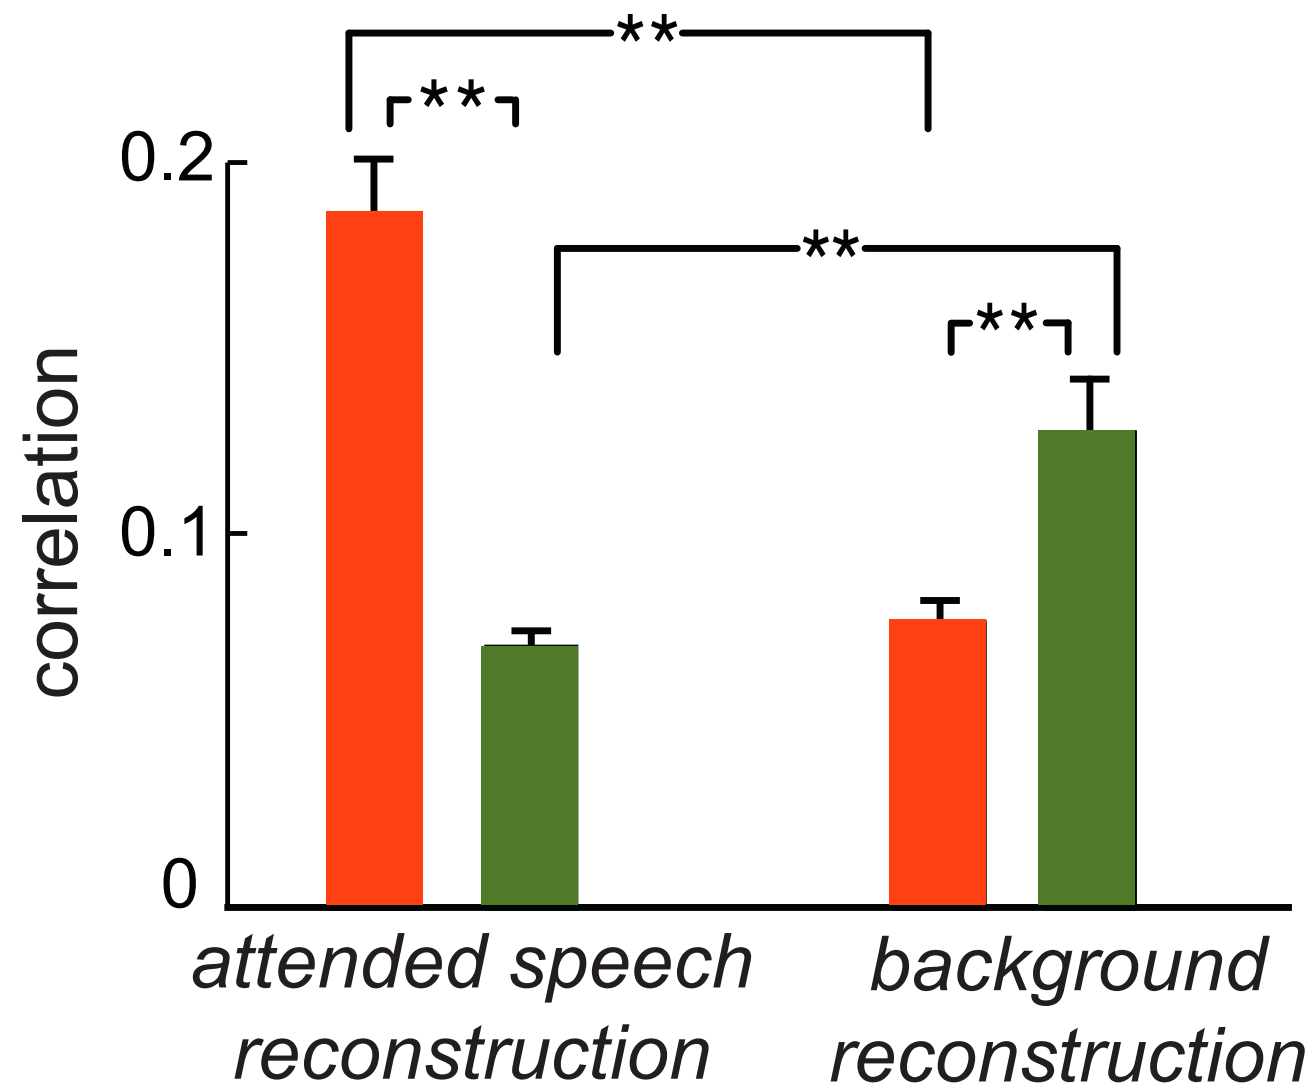 **
**
0.2
**
**
correlation
0.1
0
attended speech
reconstruction
background
reconstruction